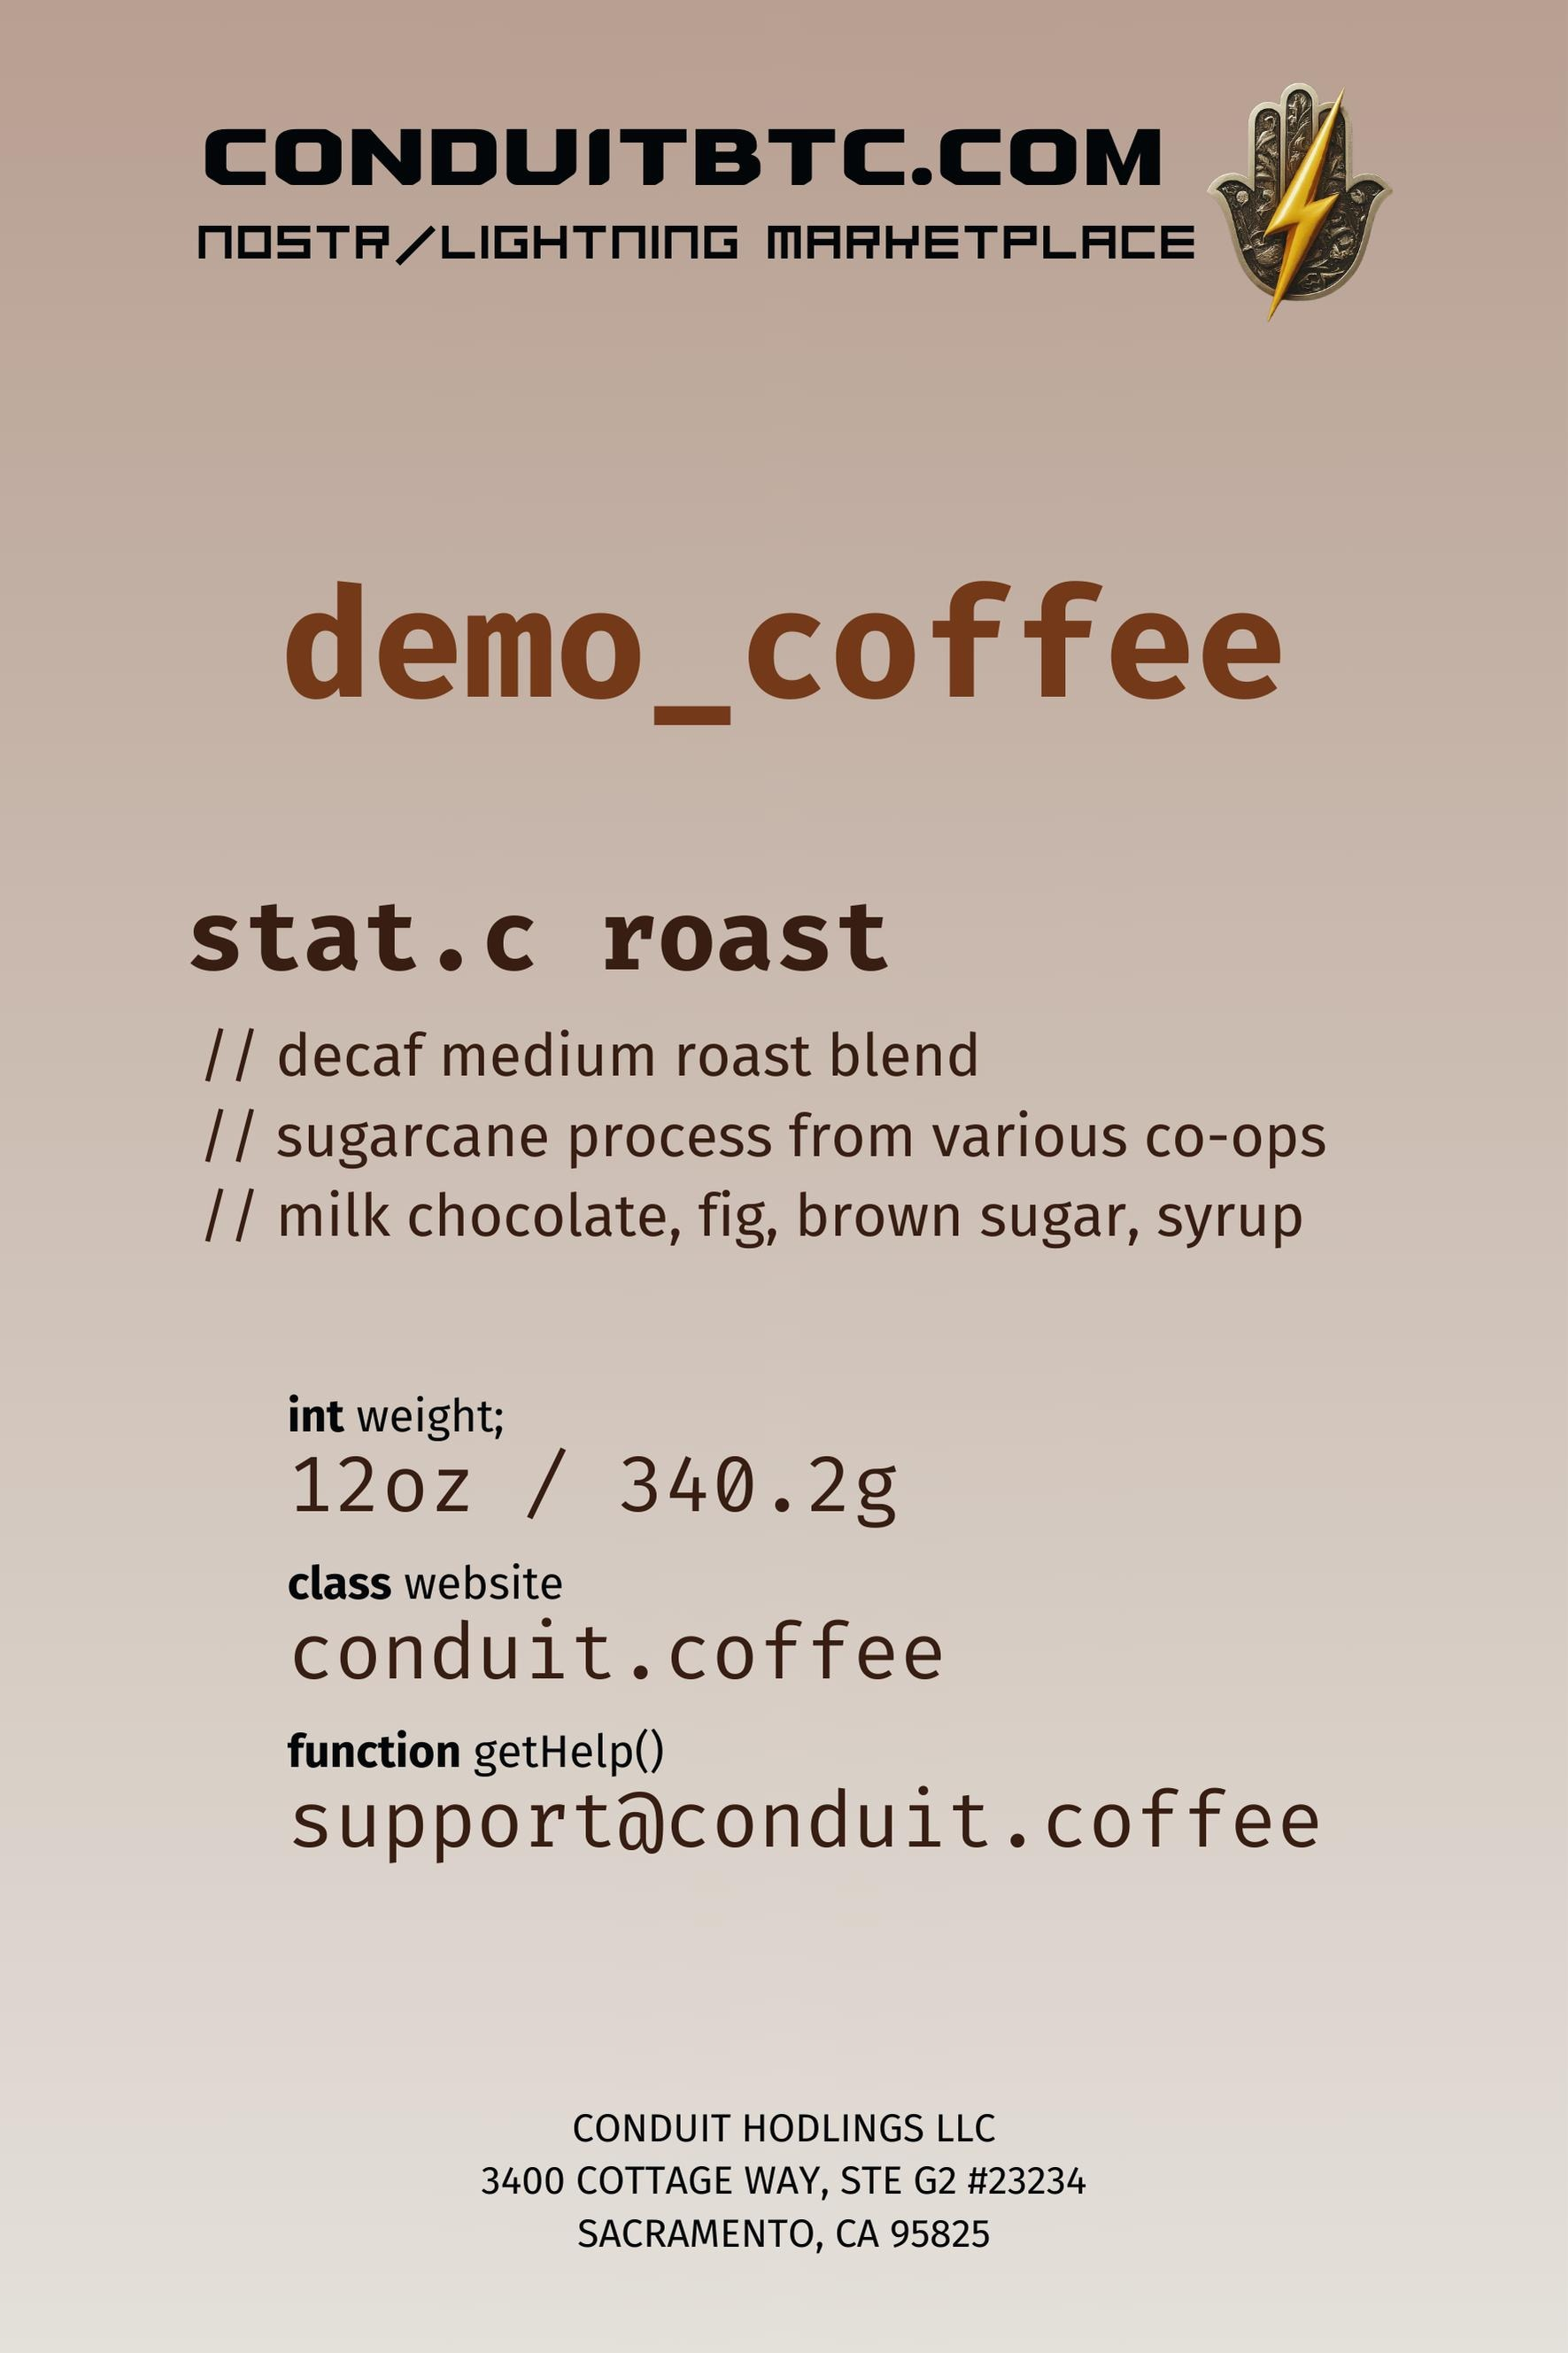 CONDUITBTC.COM
NOSTR/LIGHTNING MARKETPLACE
demo_coffee
stat.c roast
// decaf medium roast blend
// sugarcane process from various co-ops
// milk chocolate, fig, brown sugar, syrup
int weight;
12oz / 340.2g
class website
conduit.coffee
function getHelp()
support@conduit.coffee
CONDUIT HODLINGS LLC
3400 COTTAGE WAY, STE G2 #23234
SACRAMENTO, CA 95825